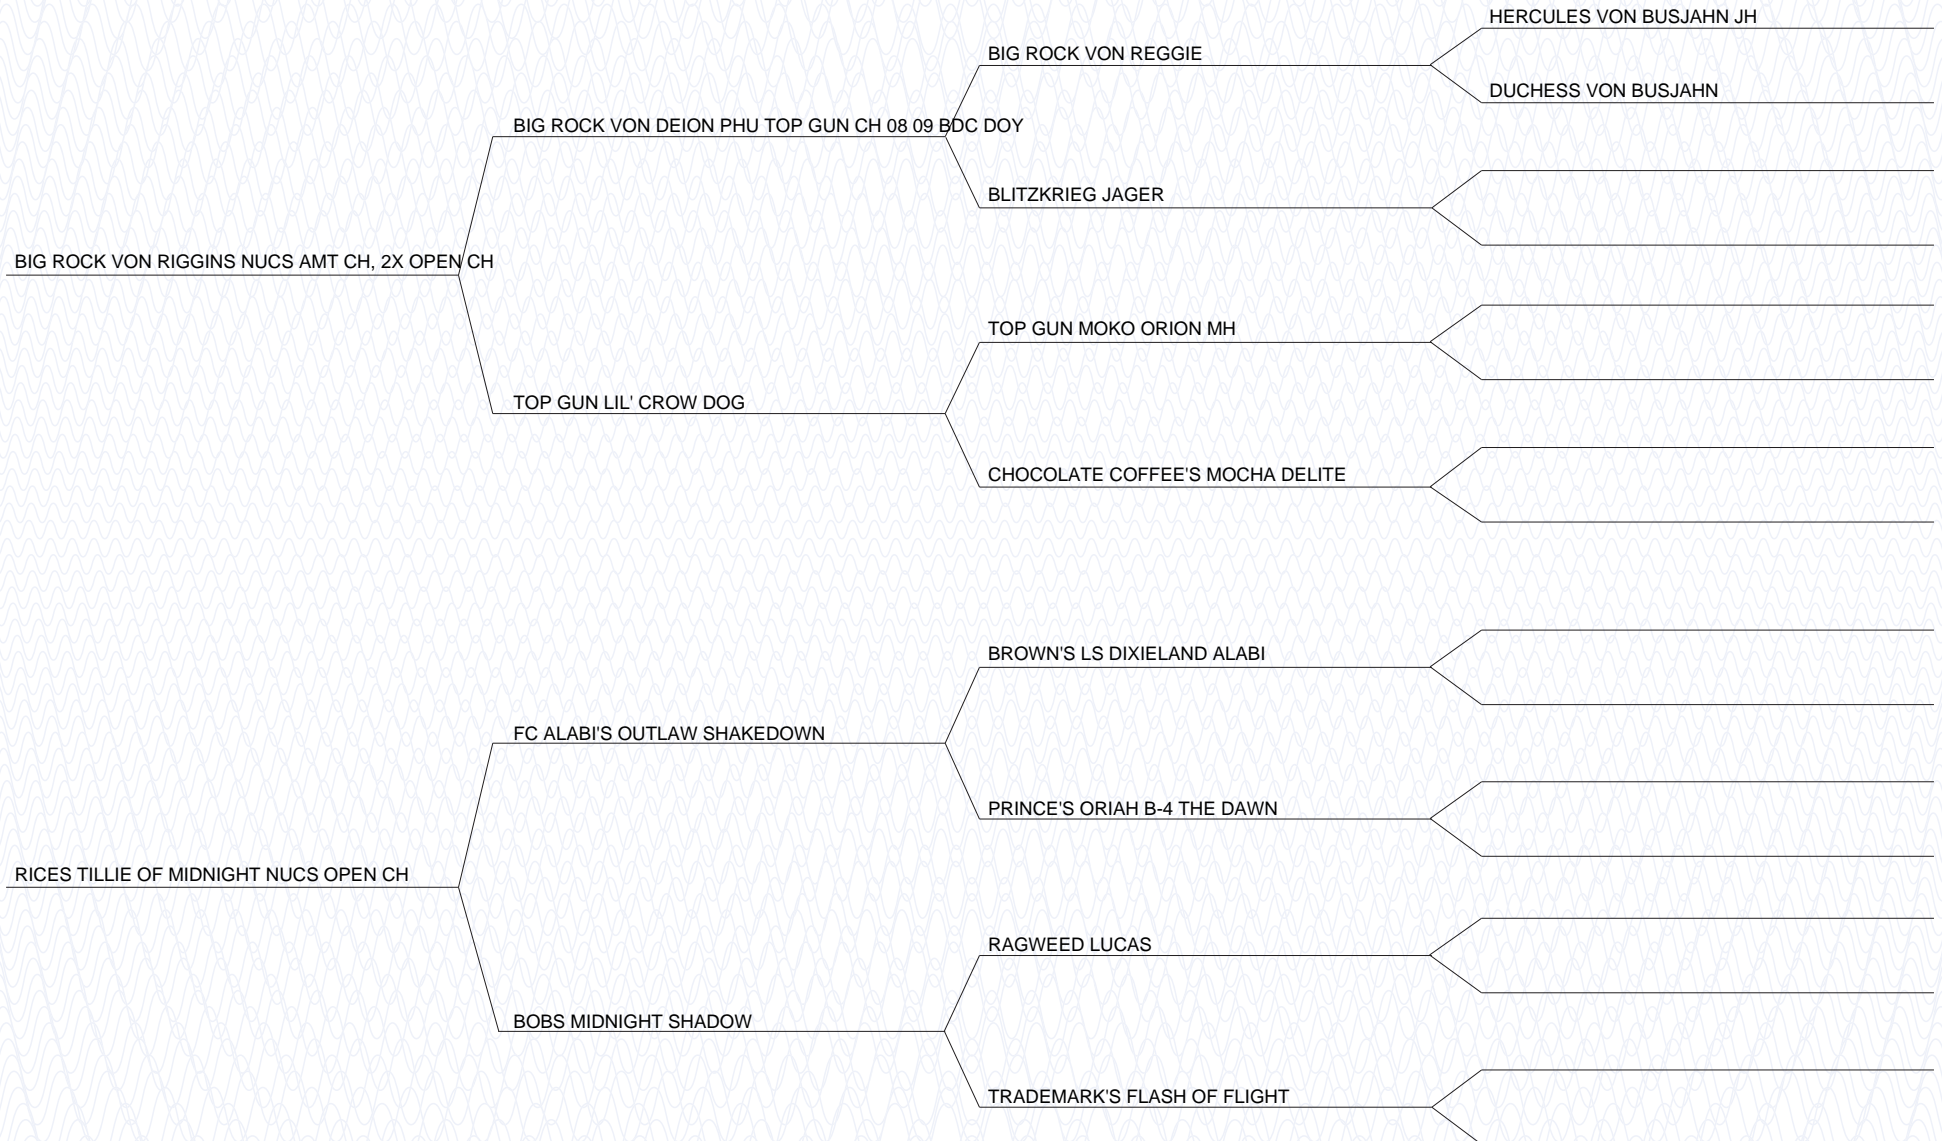 HERCULES VON BUSJAHN JH
BIG ROCK VON REGGIE
DUCHESS VON BUSJAHN
BIG ROCK VON DEION PHU TOP GUN CH 08 09 BDC DOY
BLITZKRIEG JAGER
BIG ROCK VON RIGGINS NUCS AMT CH, 2X OPEN CH
TOP GUN MOKO ORION MH
TOP GUN LIL' CROW DOG
CHOCOLATE COFFEE'S MOCHA DELITE
BROWN'S LS DIXIELAND ALABI
FC ALABI'S OUTLAW SHAKEDOWN
PRINCE'S ORIAH B-4 THE DAWN
RICES TILLIE OF MIDNIGHT NUCS OPEN CH
RAGWEED LUCAS
BOBS MIDNIGHT SHADOW
TRADEMARK'S FLASH OF FLIGHT